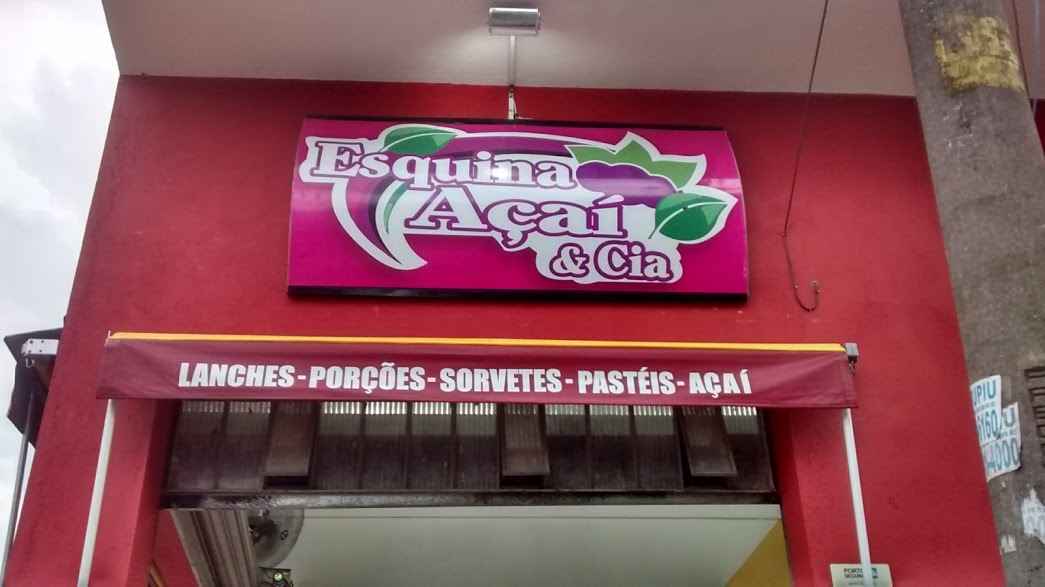 Esquina
Açaí
& Cia
LANCHES - PORÇÕES - SORVETES - PASTÉIS - AÇAÍ